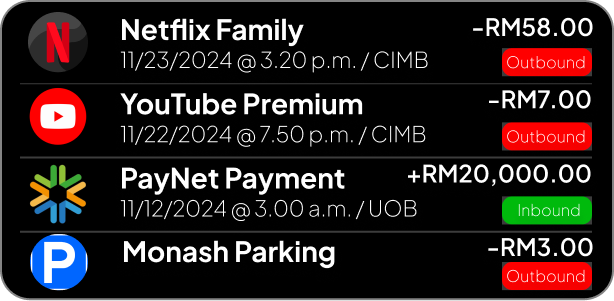 N
Netflix Family
-RM58.00
11/23/2024 @ 3.20 p.m. / CIMB
Outbound
YouTube Premium
-RM7.00
11/22/2024 @ 7.50 p.m. / CIMB
Outbound
PayNet Payment
+RM20,000.00
11/12/2024 @ 3.00 a.m. / UOB
Inbound
P
Monash Parking
-RM3.00
Outbound